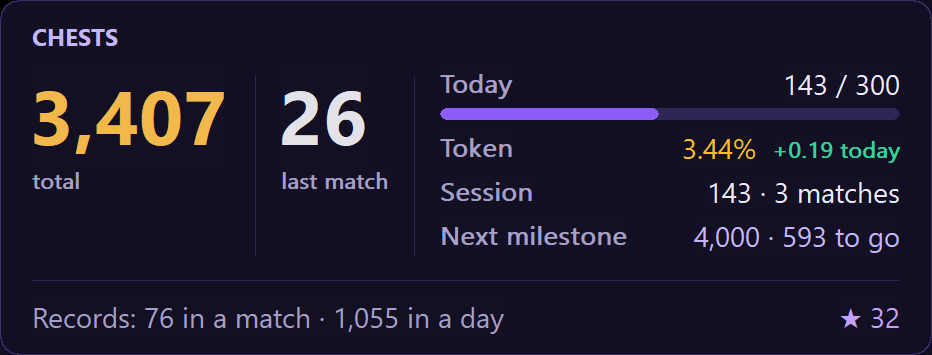 CHESTS
3,407
total
26
last match
Today 143 / 300
Token 3.44% +0.19 today
Session 143 · 3 matches
Next milestone 4,000 · 593 to go
Records: 76 in a match · 1,055 in a day
★ 32